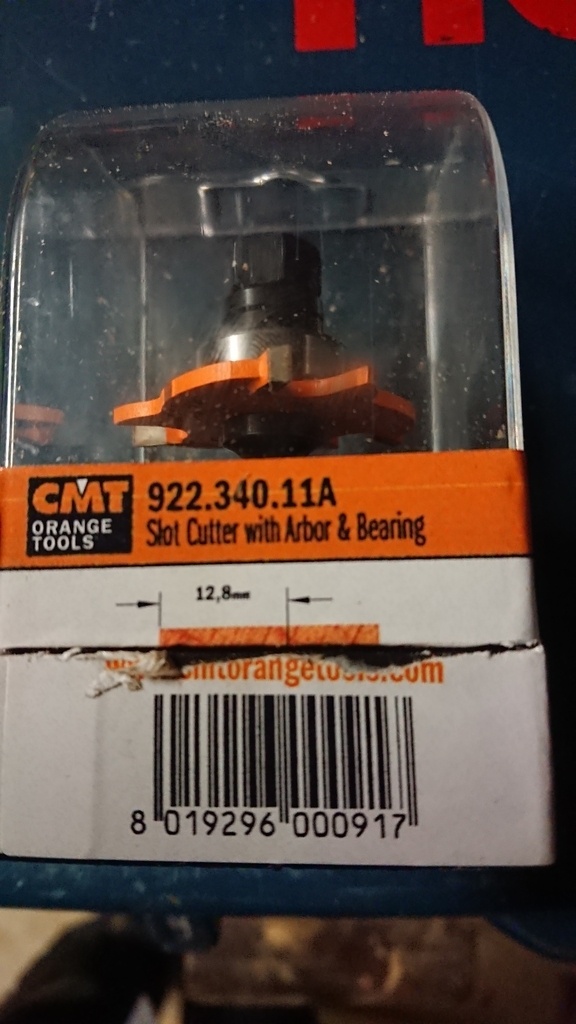 CMT
ORANGE
TOOLS
922.340.11A
Slot Cutter with Arbor & Bearing
12,8mm
8 019296 000917